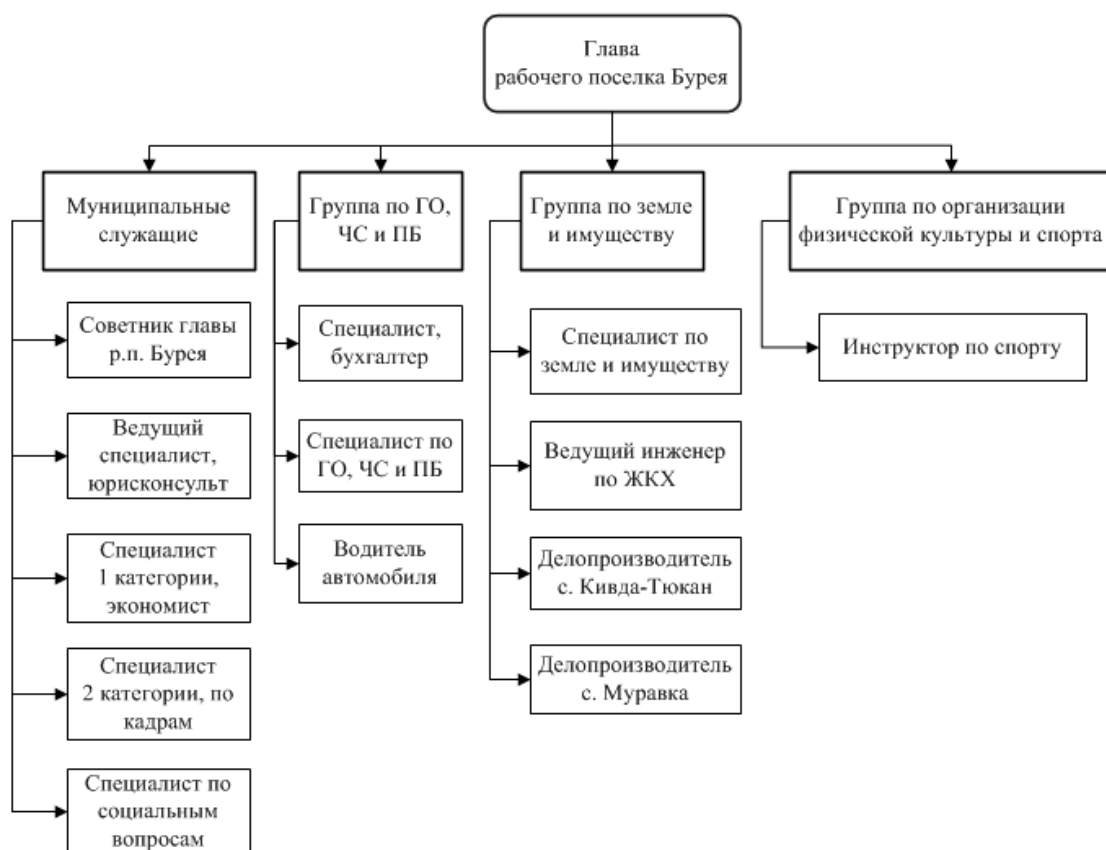 Глава
рабочего поселка Бурея
Муниципальные
служащие
Советник главы
р.п. Бурея
Ведущий
специалист,
юрисконсульт
Специалист
1 категории,
экономист
Специалист
2 категории, по
кадрам
Специалист по
социальным
вопросам
Группа по ГО,
ЧС и ПБ
Специалист,
бухгалтер
Специалист по
ГО, ЧС и ПБ
Водитель
автомобиля
Группа по земле
и имуществу
Специалист по
земле и имуществу
Ведущий инженер
по ЖКХ
Делопроизводитель
с. Кивда-Тюкан
Делопроизводитель
с. Муравка
Группа по организации
физической культуры и спорта
Инструктор по спорту